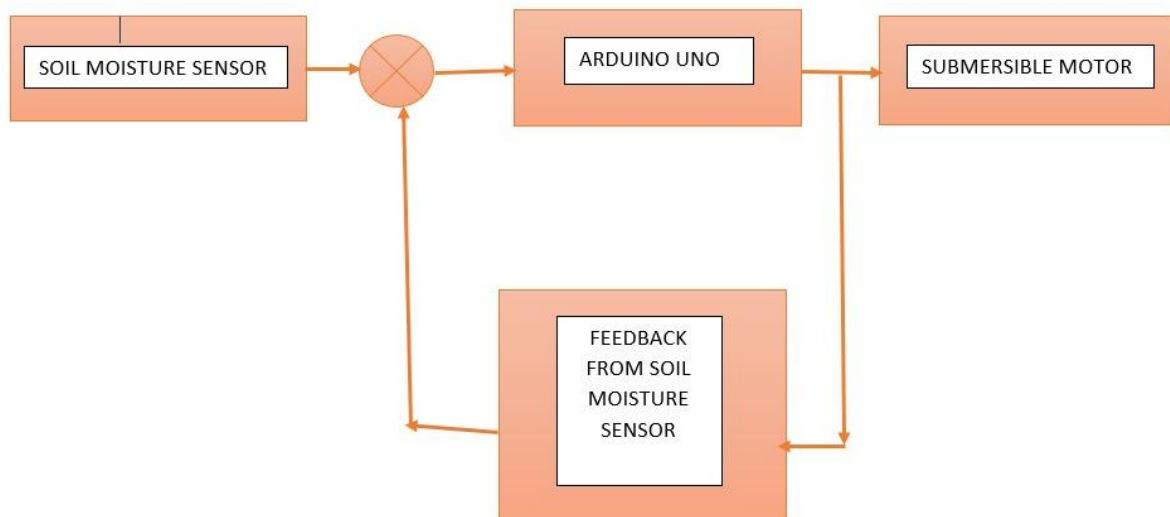 SOIL MOISTURE SENSOR
ARDUINO UNO
SUBMERSIBLE MOTOR
FEEDBACK
FROM SOIL
MOISTURE
SENSOR